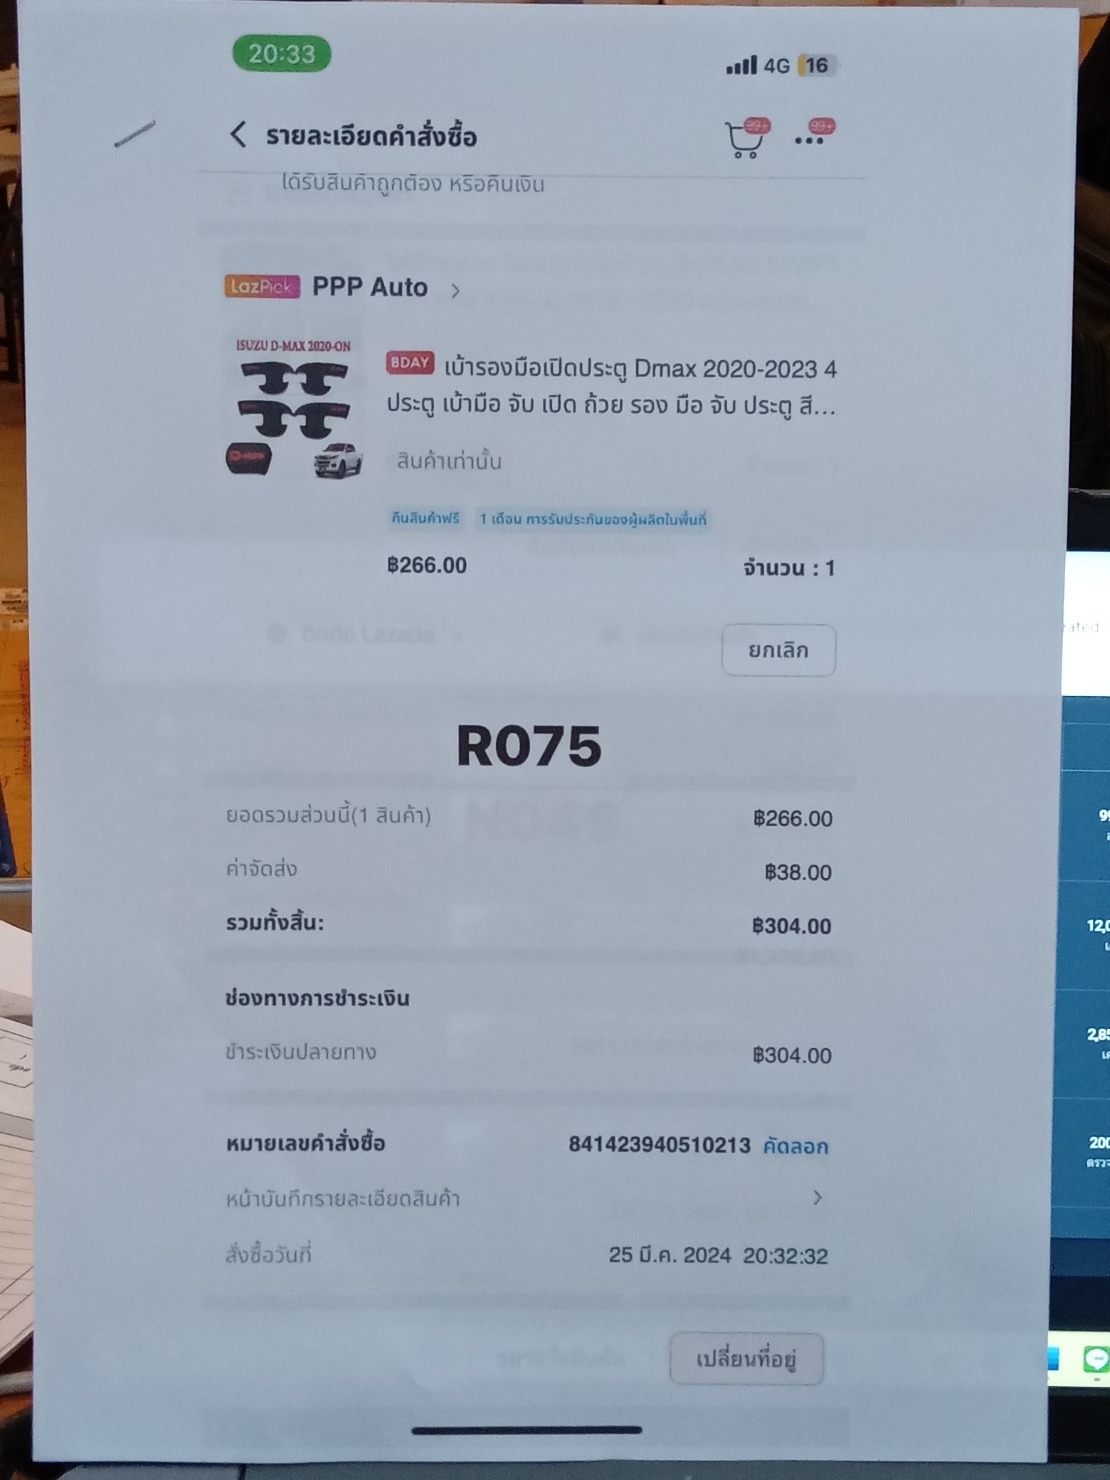 20:33
4G 16
รายละเอียดคำสั่งซื้อ
99+ 99+
ได้รับสินค้าถูกต้อง หรือคืนเงิน
LazPick PPP Auto
ISUZU D-MAX 2020-ON
BDAY เบ้ารองมือเปิดประตู Dmax 2020-2023 4
ประตู เบ้ามือ จับ เปิด ถ้วย รอง มือ จับ ประตู สี...
สินค้าเท่านั้น
คืนสินค้าฟรี 1 เดือน การรับประกันของผู้ผลิตในพื้นที่
฿266.00 จำนวน : 1
ยกเลิก
R075
ยอดรวมส่วนนี้(1 สินค้า) ฿266.00
ค่าจัดส่ง ฿38.00
รวมทั้งสิ้น: ฿304.00
ช่องทางการชำระเงิน
ชำระเงินปลายทาง ฿304.00
หมายเลขคำสั่งซื้อ 841423940510213 คัดลอก
หน้าบันทึกรายละเอียดสินค้า
สั่งซื้อวันที่ 25 มี.ค. 2024 20:32:32
เปลี่ยนที่อยู่